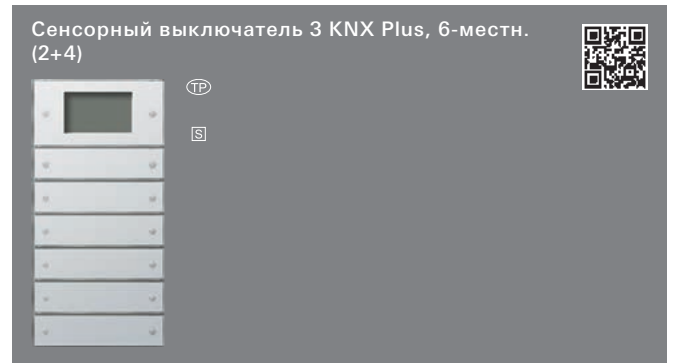 Сенсорный выключатель 3 KNX Plus, 6-местн.
(2+4)
TP
S